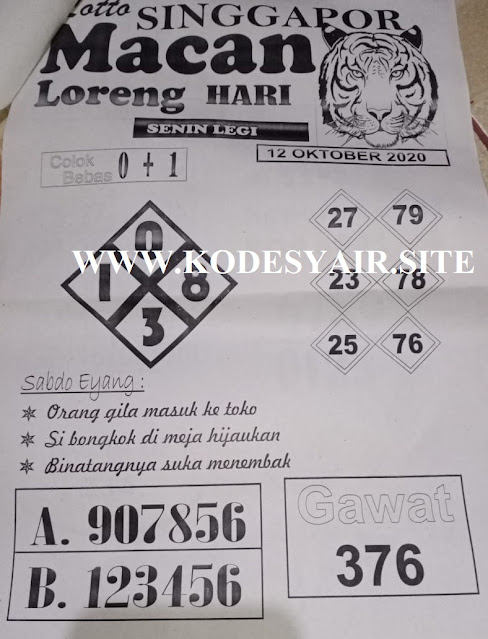 Lotto SINGGAPOR
Macan
Loreng HARI
SENIN LEGI
12 OKTOBER 2020
Colok Bebas 0 + 1
0
1 8
3
27 79
23 78
25 76
WWW.KODESYAIR.SITE
Sabdo Eyang :
Orang gila masuk ke toko
Si bongkok di meja hijaukan
Binatangnya suka menembak
A. 907856
B. 123456
Gawat
376